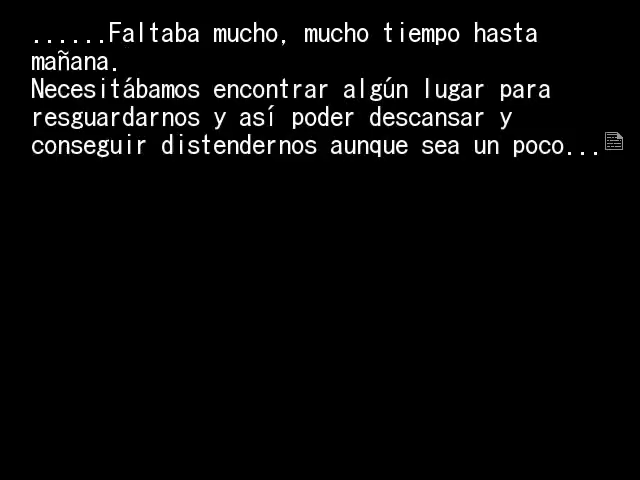 ......Faltaba mucho, mucho tiempo hasta
mañana.
Necesitábamos encontrar algún lugar para
resguardarnos y así poder descansar y
conseguir distendernos aunque sea un poco...